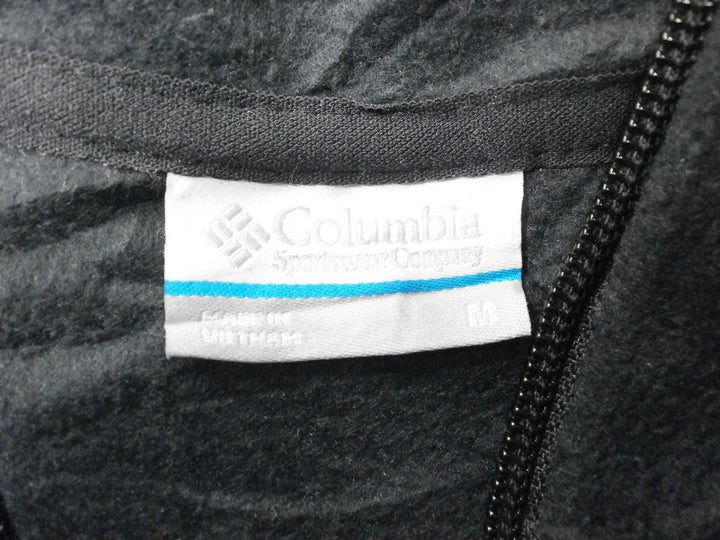 Columbia
Sportswear Company
MADE IN
VIETNAM
M